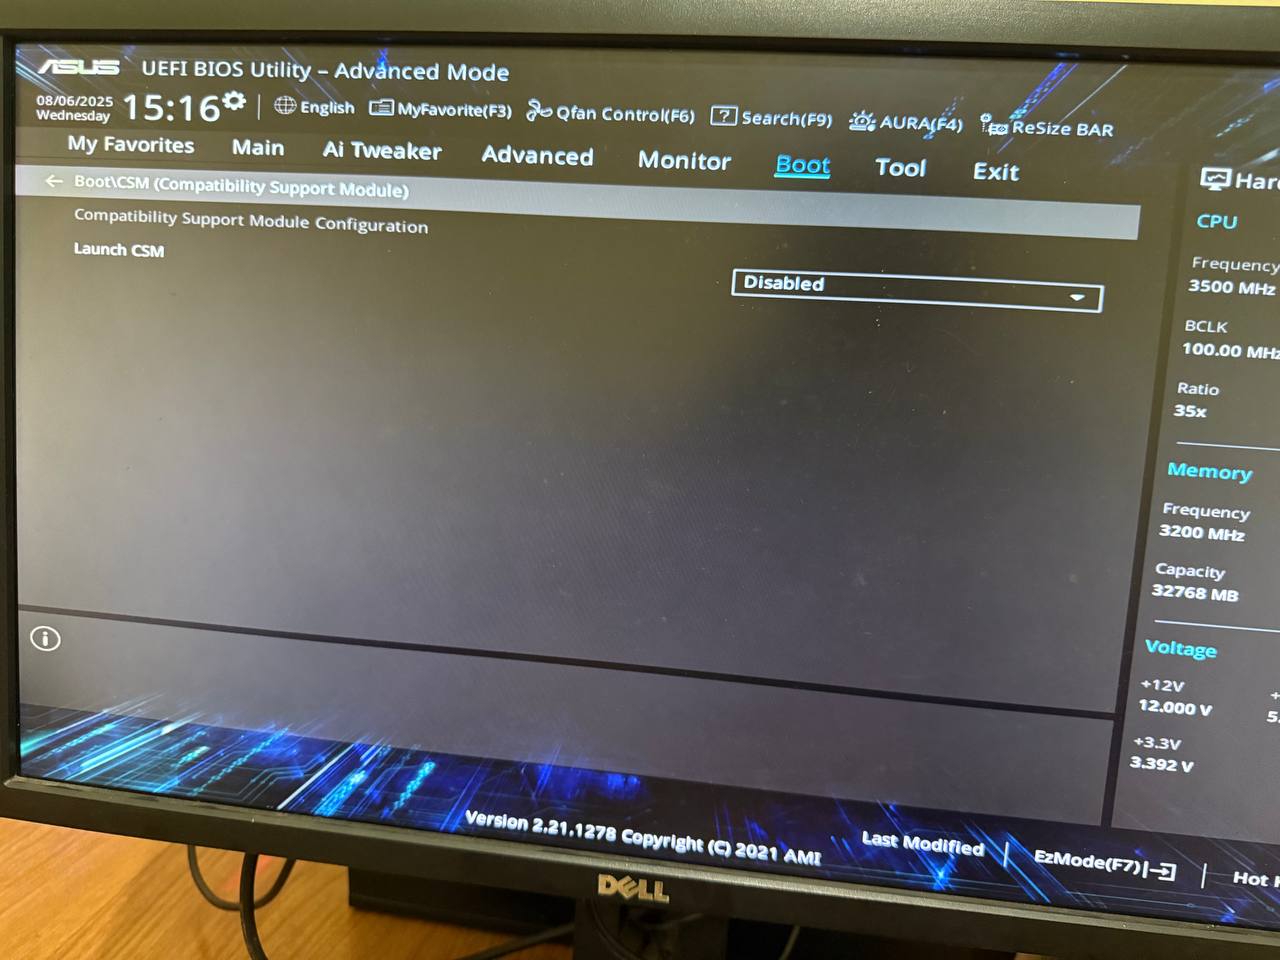 ASUS UEFI BIOS Utility – Advanced Mode
08/06/2025
Wednesday
15:16
English MyFavorite(F3) Qfan Control(F6) ? Search(F9) AURA(F4) ReSize BAR
My Favorites Main Ai Tweaker Advanced Monitor Boot Tool Exit
← Boot\CSM (Compatibility Support Module)
Compatibility Support Module Configuration
Launch CSM
Disabled
CPU
Frequency
3500 MHz
BCLK
100.00 MHz
Ratio
35x
Memory
Frequency
3200 MHz
Capacity
32768 MB
Voltage
+12V
12.000 V
+3.3V
3.392 V
Version 2.21.1278 Copyright (C) 2021 AMI
Last Modified
EzMode(F7)
Hot
DELL